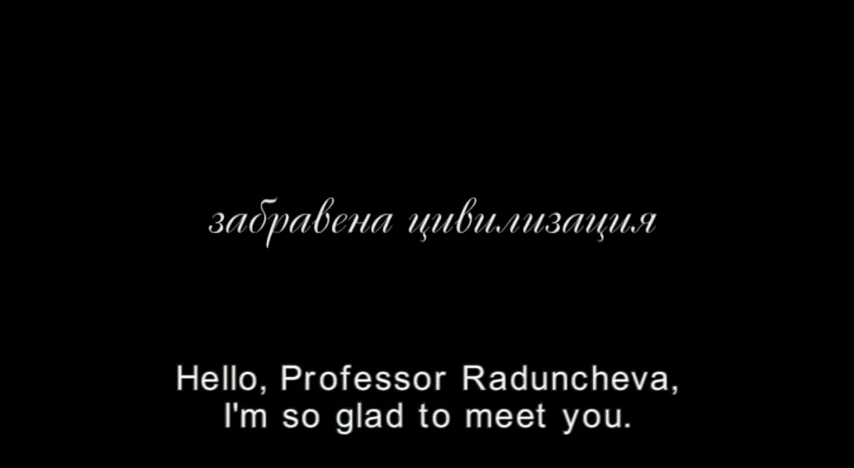 забравена цивилизация
Hello, Professor Raduncheva,
I'm so glad to meet you.